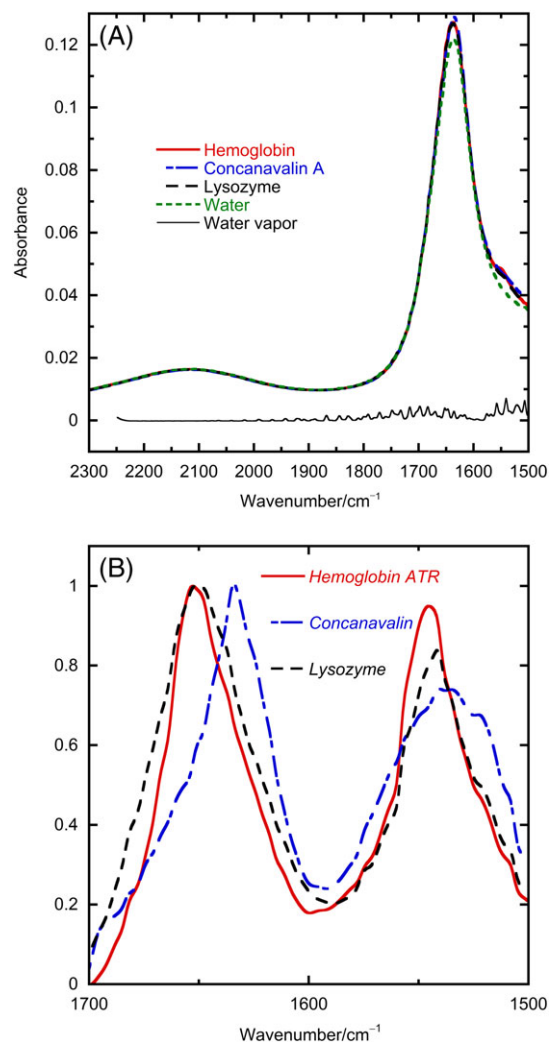 (A)
0.12
0.1
0.08
0.06
0.04
0.02
0
Absorbance
Hemoglobin
Concanavalin A
Lysozyme
Water
Water vapor
2300 2200 2100 2000 1900 1800 1700 1600 1500
Wavenumber/cm⁻¹
(B)
1
0.8
0.6
0.4
0.2
0
Hemoglobin ATR
Concanavalin
Lysozyme
1700 1600 1500
Wavenumber/cm⁻¹